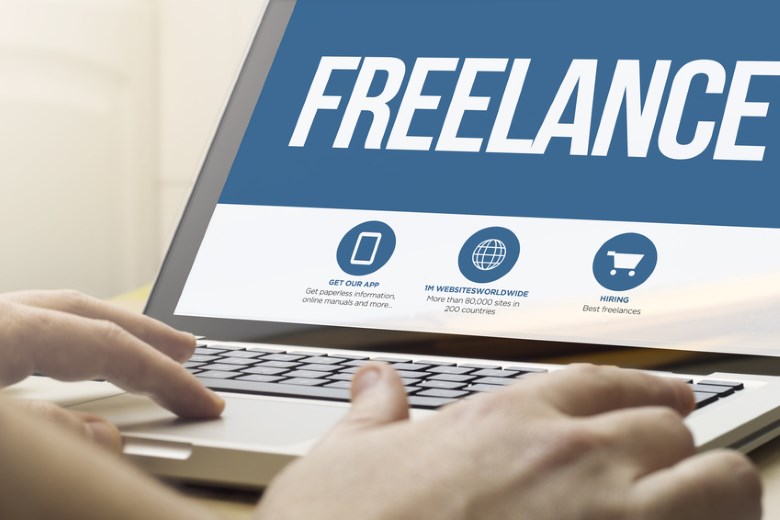 FREELANCE
GET OUR APP
Get paperless information,
online manuals and more...
1M WEBSITESWORLDWIDE
More than 80,000 sites in
200 countries
HIRING
Best freelances